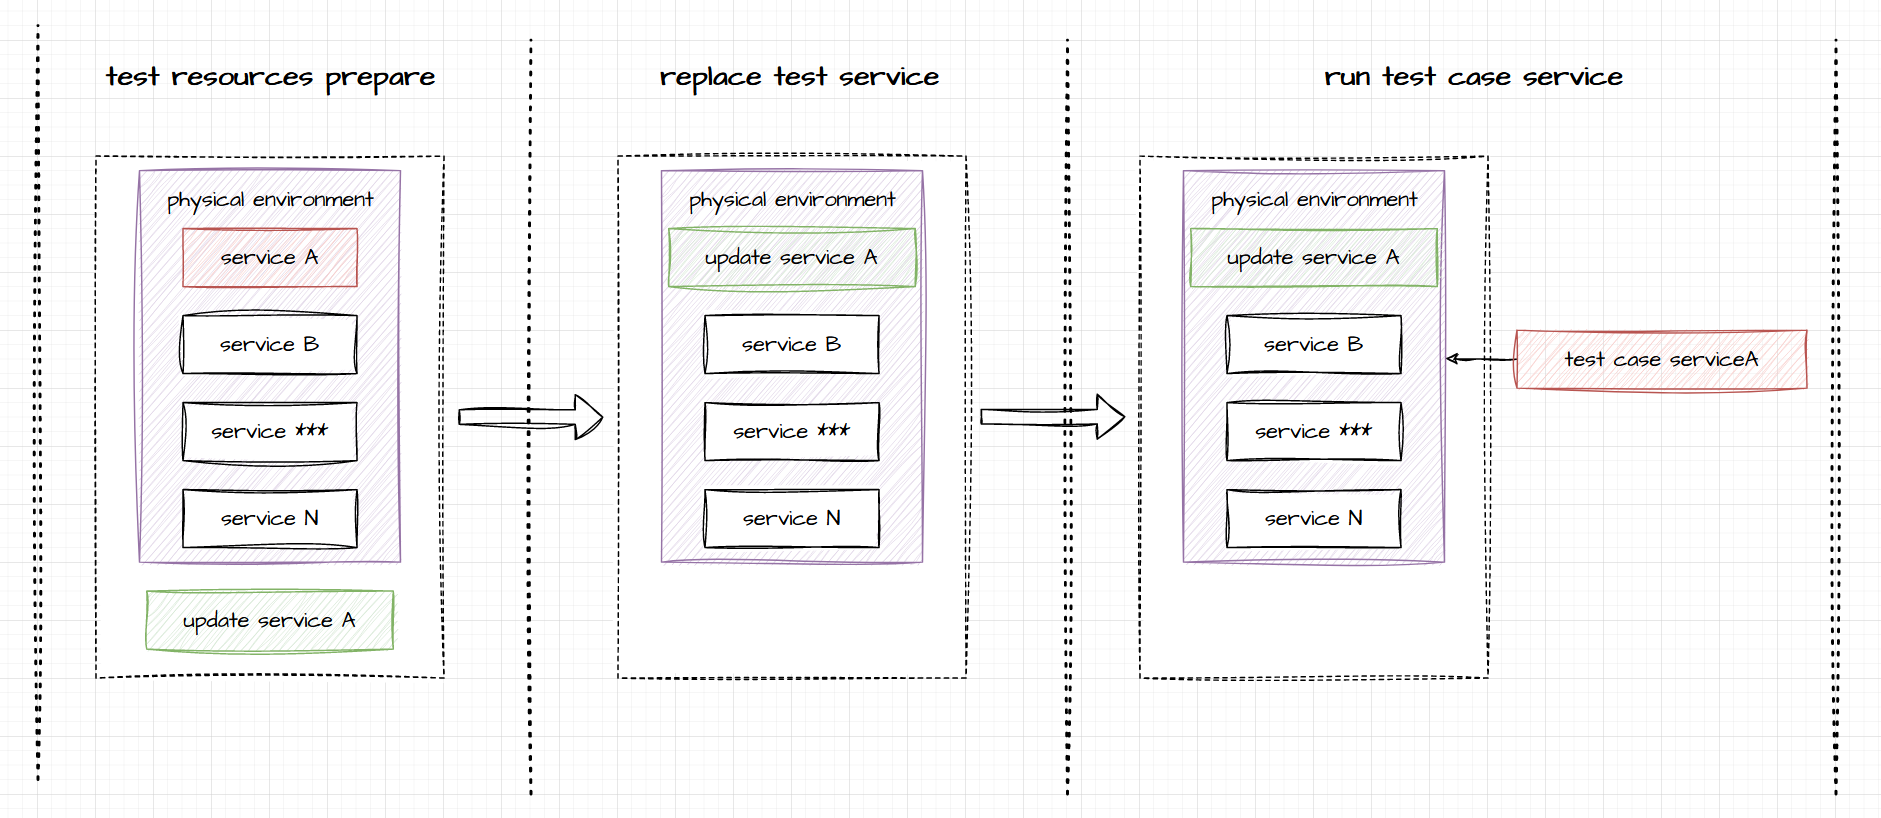 test resources prepare
physical environment
service A
service B
service ***
service N
update service A
replace test service
physical environment
update service A
service B
service ***
service N
run test case service
physical environment
update service A
service B
service ***
service N
test case serviceA